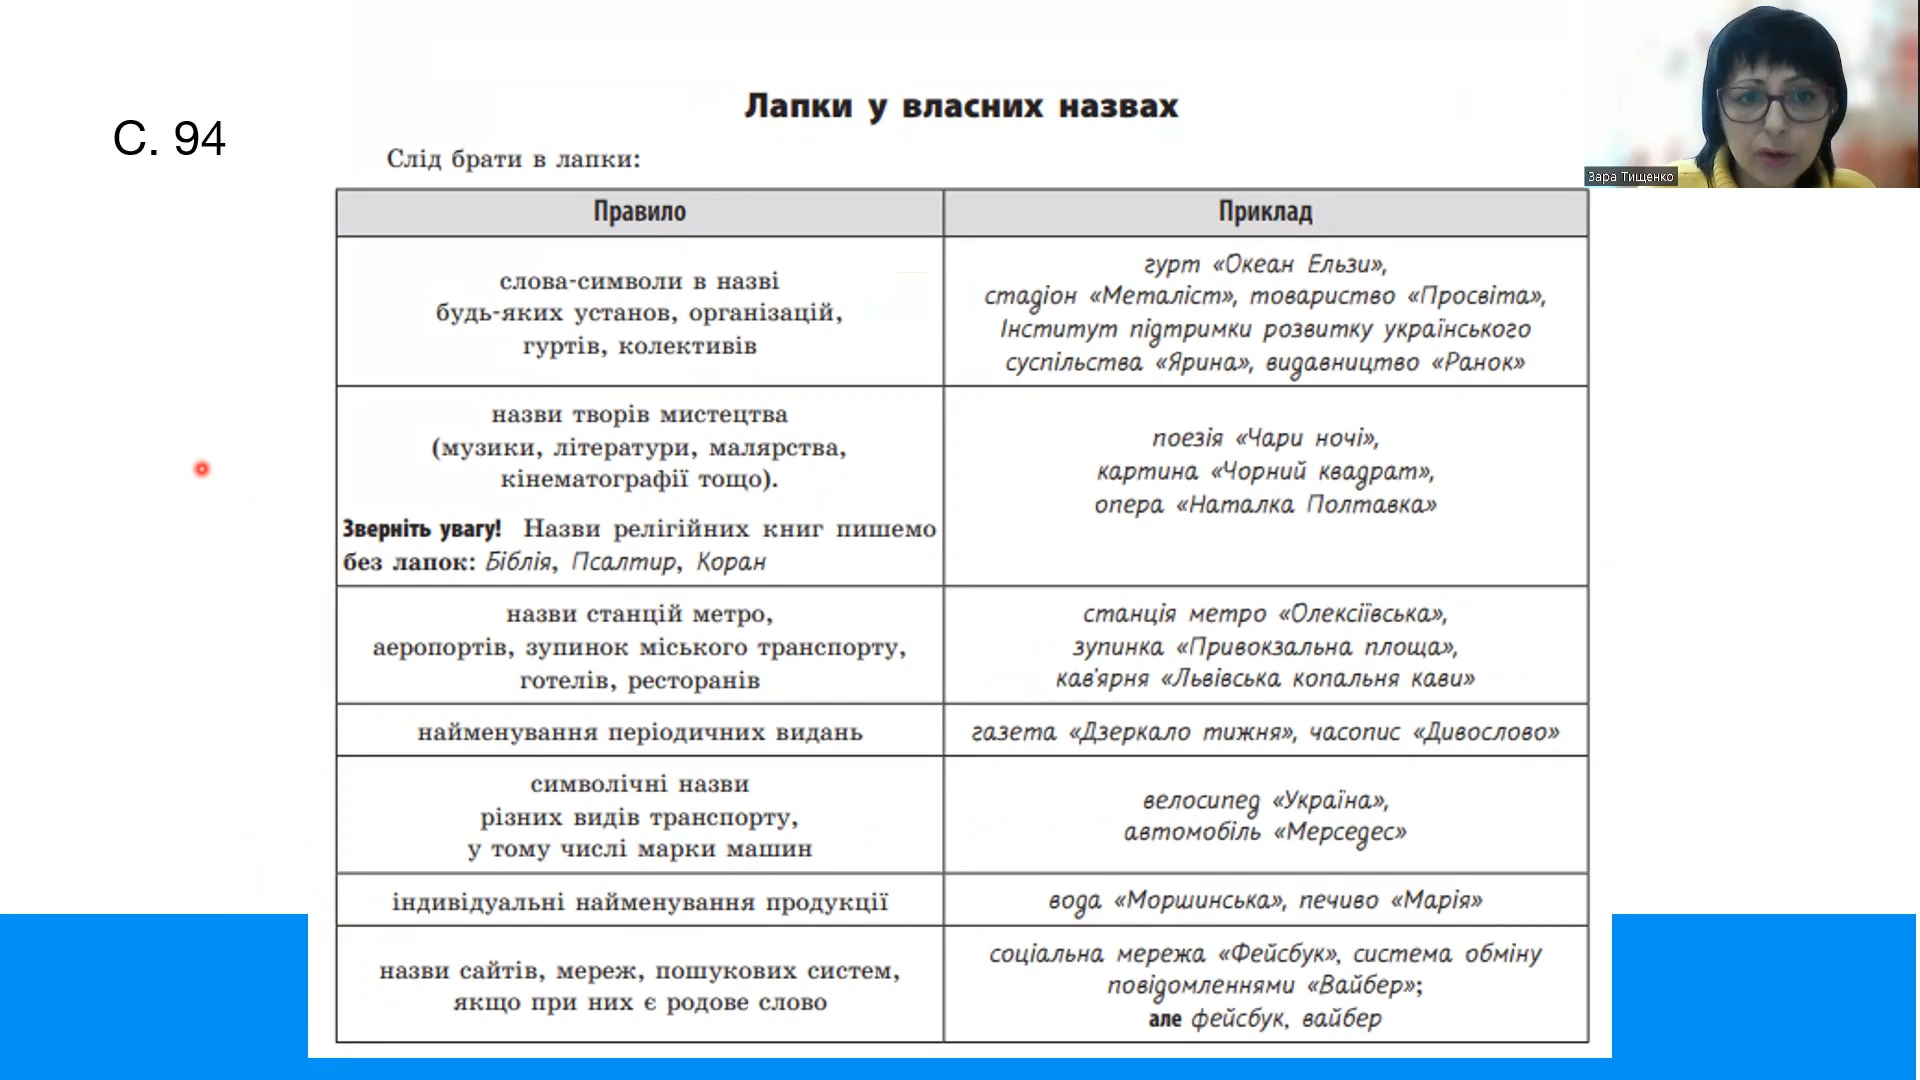 С. 94
Лапки у власних назвах
Слід брати в лапки:
Правило
Приклад
слова-символи в назві
будь-яких установ, організацій,
гуртів, колективів
гурт «Океан Ельзи»,
стадіон «Металіст», товариство «Просвіта»,
Інститут підтримки розвитку українського
суспільства «Ярина», видавництво «Ранок»
назви творів мистецтва
(музики, літератури, малярства,
кінематографії тощо).
Зверніть увагу! Назви релігійних книг пишемо
без лапок: Біблія, Псалтир, Коран
поезія «Чари ночі»,
картина «Чорний квадрат»,
опера «Наталка Полтавка»
назви станцій метро,
аеропортів, зупинок міського транспорту,
готелів, ресторанів
станція метро «Олексіївська»,
зупинка «Привокзальна площа»,
кав'ярня «Львівська копальня кави»
найменування періодичних видань
газета «Дзеркало тижня», часопис «Дивослово»
символічні назви
різних видів транспорту,
у тому числі марки машин
велосипед «Україна»,
автомобіль «Мерседес»
індивідуальні найменування продукції
вода «Моршинська», печиво «Марія»
назви сайтів, мереж, пошукових систем,
якщо при них є родове слово
соціальна мережа «Фейсбук», система обміну
повідомленнями «Вайбер»;
але фейсбук, вайбер
Зара Тищенко